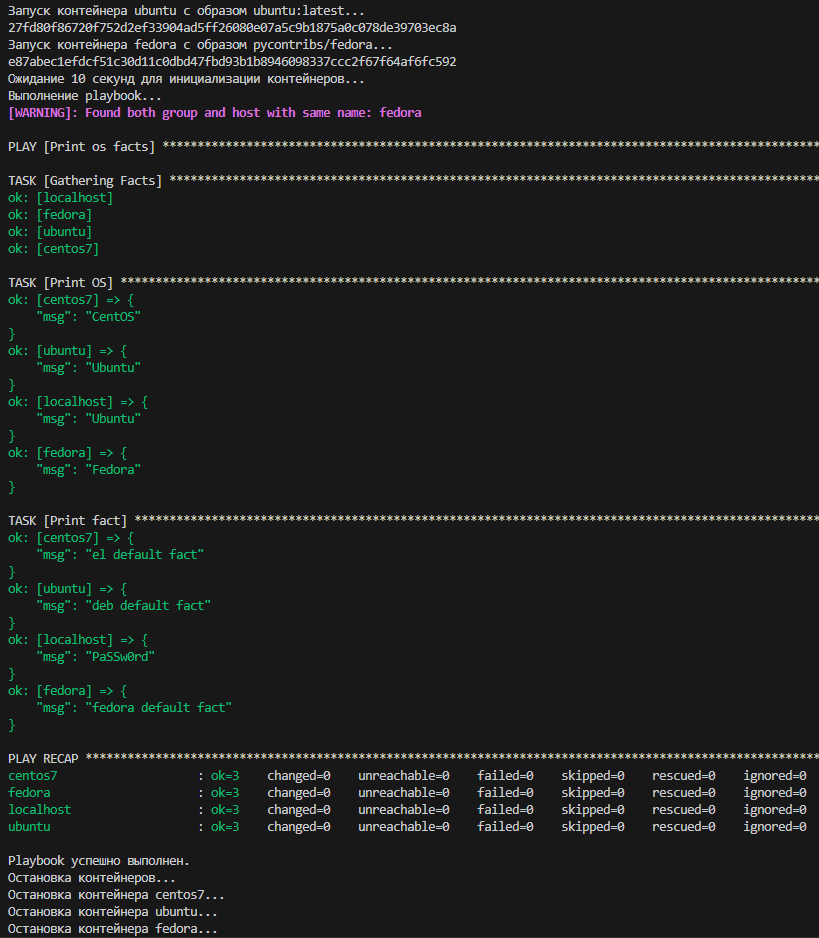 Запуск контейнера ubuntu с образом ubuntu:latest...
27fd80f86720f752d2ef33904ad5ff26080e07a5c9b1875a0c078de39703ec8a
Запуск контейнера fedora с образом pycontribs/fedora...
e87abec1efdcf51c30d11c0dbd47fbd93b1b8946098337ccc2f67f64af6fc592
Ожидание 10 секунд для инициализации контейнеров...
Выполнение playbook...
[WARNING]: Found both group and host with same name: fedora
PLAY [Print os facts] **********************************************************************************************
TASK [Gathering Facts] *********************************************************************************************
ok: [localhost]
ok: [fedora]
ok: [ubuntu]
ok: [centos7]
TASK [Print OS] ****************************************************************************************************
ok: [centos7] => {
    "msg": "CentOS"
}
ok: [ubuntu] => {
    "msg": "Ubuntu"
}
ok: [localhost] => {
    "msg": "Ubuntu"
}
ok: [fedora] => {
    "msg": "Fedora"
}
TASK [Print fact] **************************************************************************************************
ok: [centos7] => {
    "msg": "el default fact"
}
ok: [ubuntu] => {
    "msg": "deb default fact"
}
ok: [localhost] => {
    "msg": "PaSSw0rd"
}
ok: [fedora] => {
    "msg": "fedora default fact"
}
PLAY RECAP *********************************************************************************************************
centos7                    : ok=3    changed=0    unreachable=0    failed=0    skipped=0    rescued=0    ignored=0
fedora                     : ok=3    changed=0    unreachable=0    failed=0    skipped=0    rescued=0    ignored=0
localhost                  : ok=3    changed=0    unreachable=0    failed=0    skipped=0    rescued=0    ignored=0
ubuntu                     : ok=3    changed=0    unreachable=0    failed=0    skipped=0    rescued=0    ignored=0
Playbook успешно выполнен.
Остановка контейнеров...
Остановка контейнера centos7...
Остановка контейнера ubuntu...
Остановка контейнера fedora...